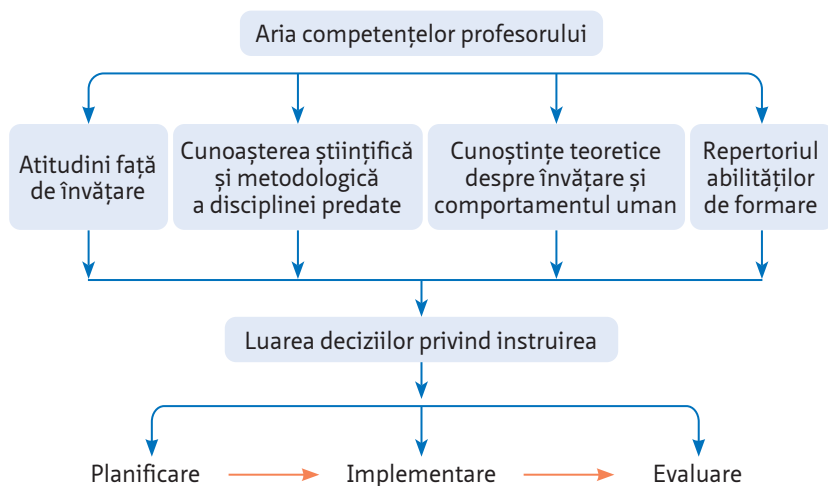 Aria competențelor profesorului
Atitudini față
de învățare
Cunoașterea științifică
și metodologică
a disciplinei predate
Cunoștințe teoretice
despre învățare și
comportamentul uman
Repertoriul
abilităților
de formare
Luarea deciziilor privind instruirea
Planificare
Implementare
Evaluare